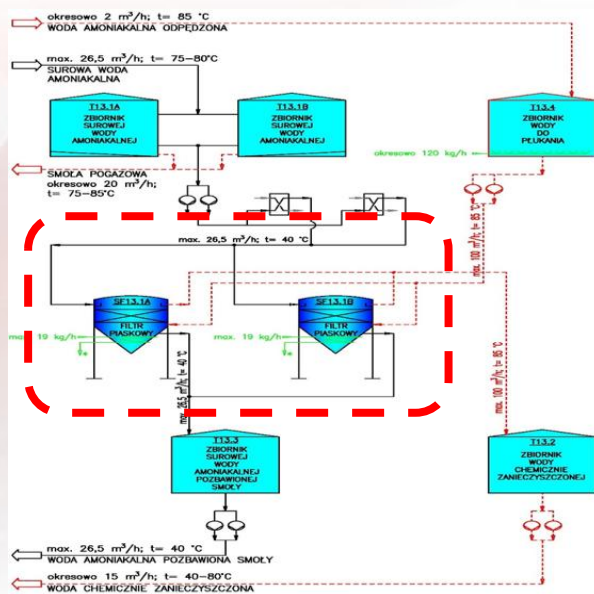 okresowo 2 m³/h; t= 85 °C
WODA AMONIAKALNA ODPĘDZONA
max. 26,5 m³/h; t= 75-80°C
SUROWA WODA
AMONIAKALNA
T13.1A
ZBIORNIK
SUROWEJ
WODY
AMONIAKALNEJ
T13.1B
ZBIORNIK
SUROWEJ
WODY
AMONIAKALNEJ
T13.4
ZBIORNIK
WODY
DO
PŁUKANIA
okresowo 120 kg/h
SMOŁA POGAZOWA
okresowo 20 m³/h;
t= 75-85°C
max. 100 m³/h; t= 85 °C
max. 26,5 m³/h; t= 40 °C
SF13.1A
FILTR
PIASKOWY
max. 19 kg/h
SF13.1B
FILTR
PIASKOWY
max. 19 kg/h
max. 26,5 m³/h; t= 40 °C
max. 100 m³/h; t= 85 °C
T13.3
ZBIORNIK
SUROWEJ
WODY
AMONIAKALNEJ
POZBAWIONEJ
SMOŁY
T13.2
ZBIORNIK
WODY
CHEMICZNIE
ZANIECZYSZCZONEJ
max. 26,5 m³/h; t= 40 °C
WODA AMONIAKALNA POZBAWIONA SMOŁY
okresowo 15 m³/h; t= 40-80°C
WODA CHEMICZNIE ZANIECZYSZCZONA